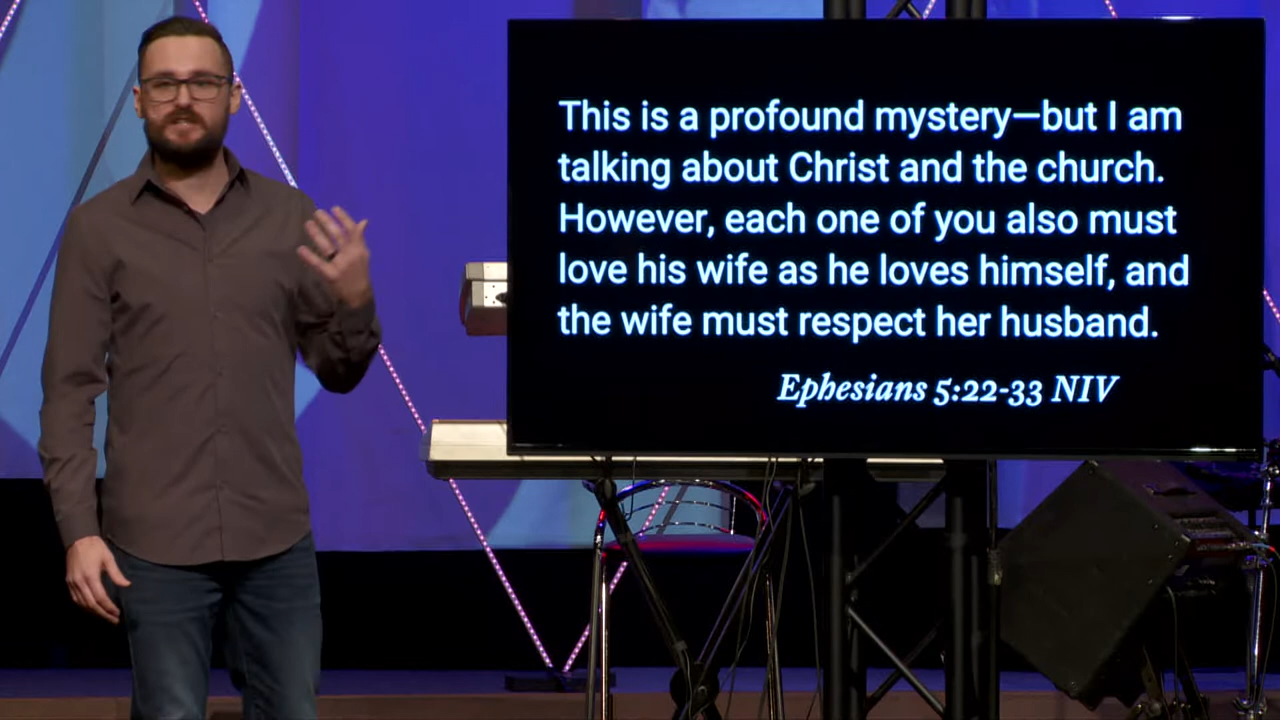 This is a profound mystery—but I am
talking about Christ and the church.
However, each one of you also must
love his wife as he loves himself, and
the wife must respect her husband.
Ephesians 5:22-33 NIV